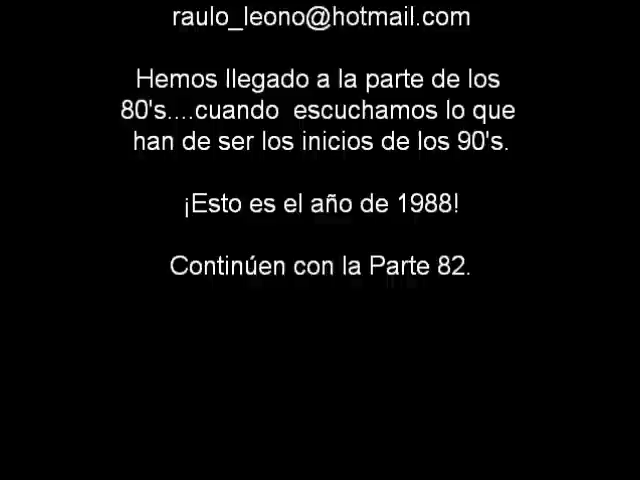 raulo_leono@hotmail.com
Hemos llegado a la parte de los
80's....cuando  escuchamos lo que
han de ser los inicios de los 90's.
¡Esto es el año de 1988!
Continúen con la Parte 82.